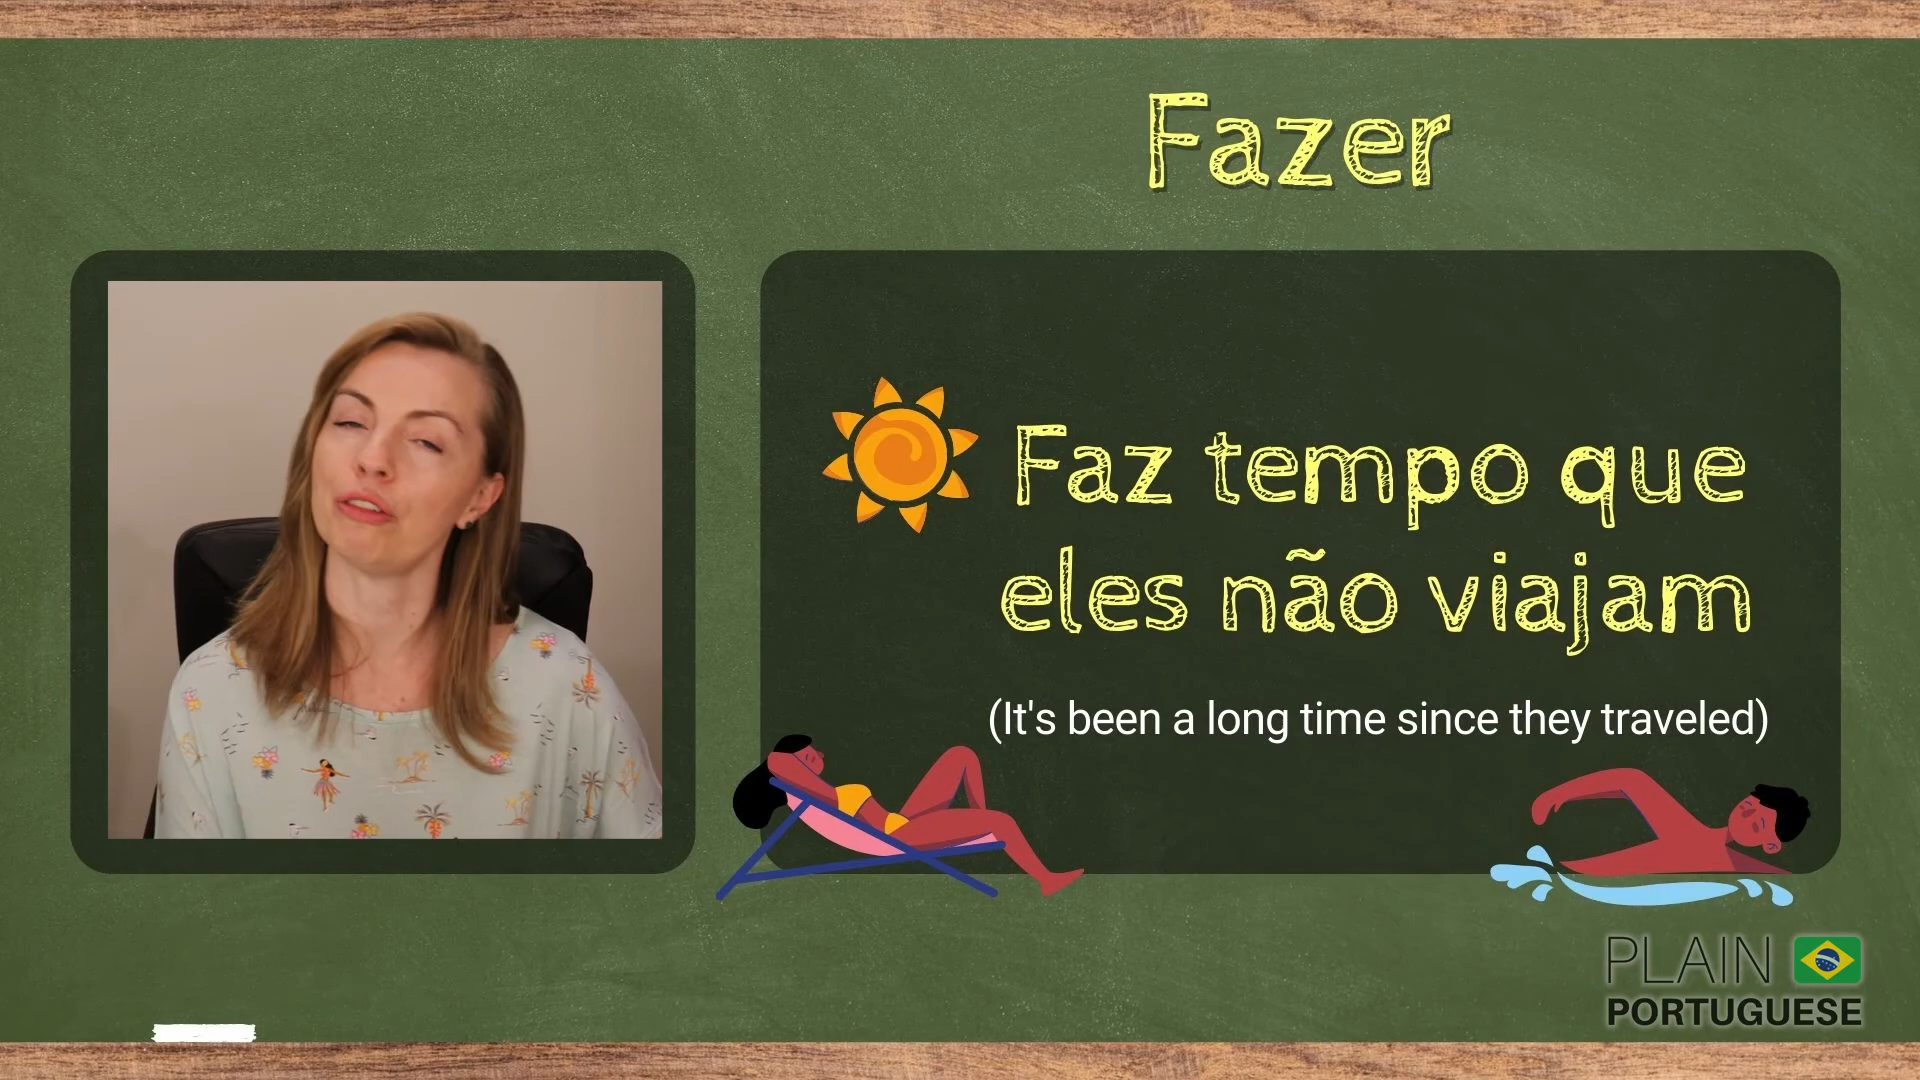 Fazer
Faz tempo que
eles não viajam
(It's been a long time since they traveled)
PLAIN
PORTUGUESE